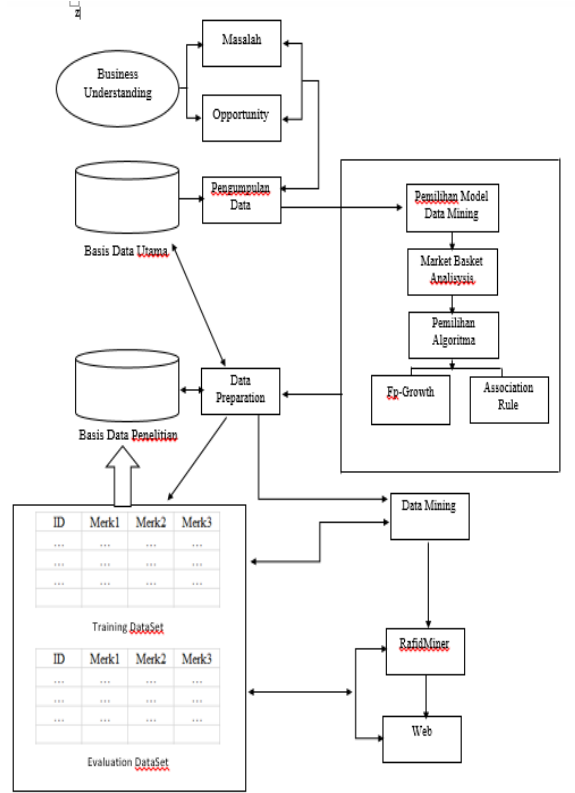 z
Masalah
Business
Understanding
Opportunity
Pengumpulan
Data
Basis Data Utama
Pemilihan Model
Data Mining
Market Basket
Analisysis
Pemilihan
Algoritma
Fp-Growth
Association
Rule
Data
Preparation
Basis Data Penelitian
Data Mining
ID Merk1 Merk2 Merk3
... ... ... ...
... ... ... ...
... ... ... ...
Training DataSet
ID Merk1 Merk2 Merk3
... ... ... ...
... ... ... ...
... ... ... ...
Evaluation DataSet
RafidMiner
Web